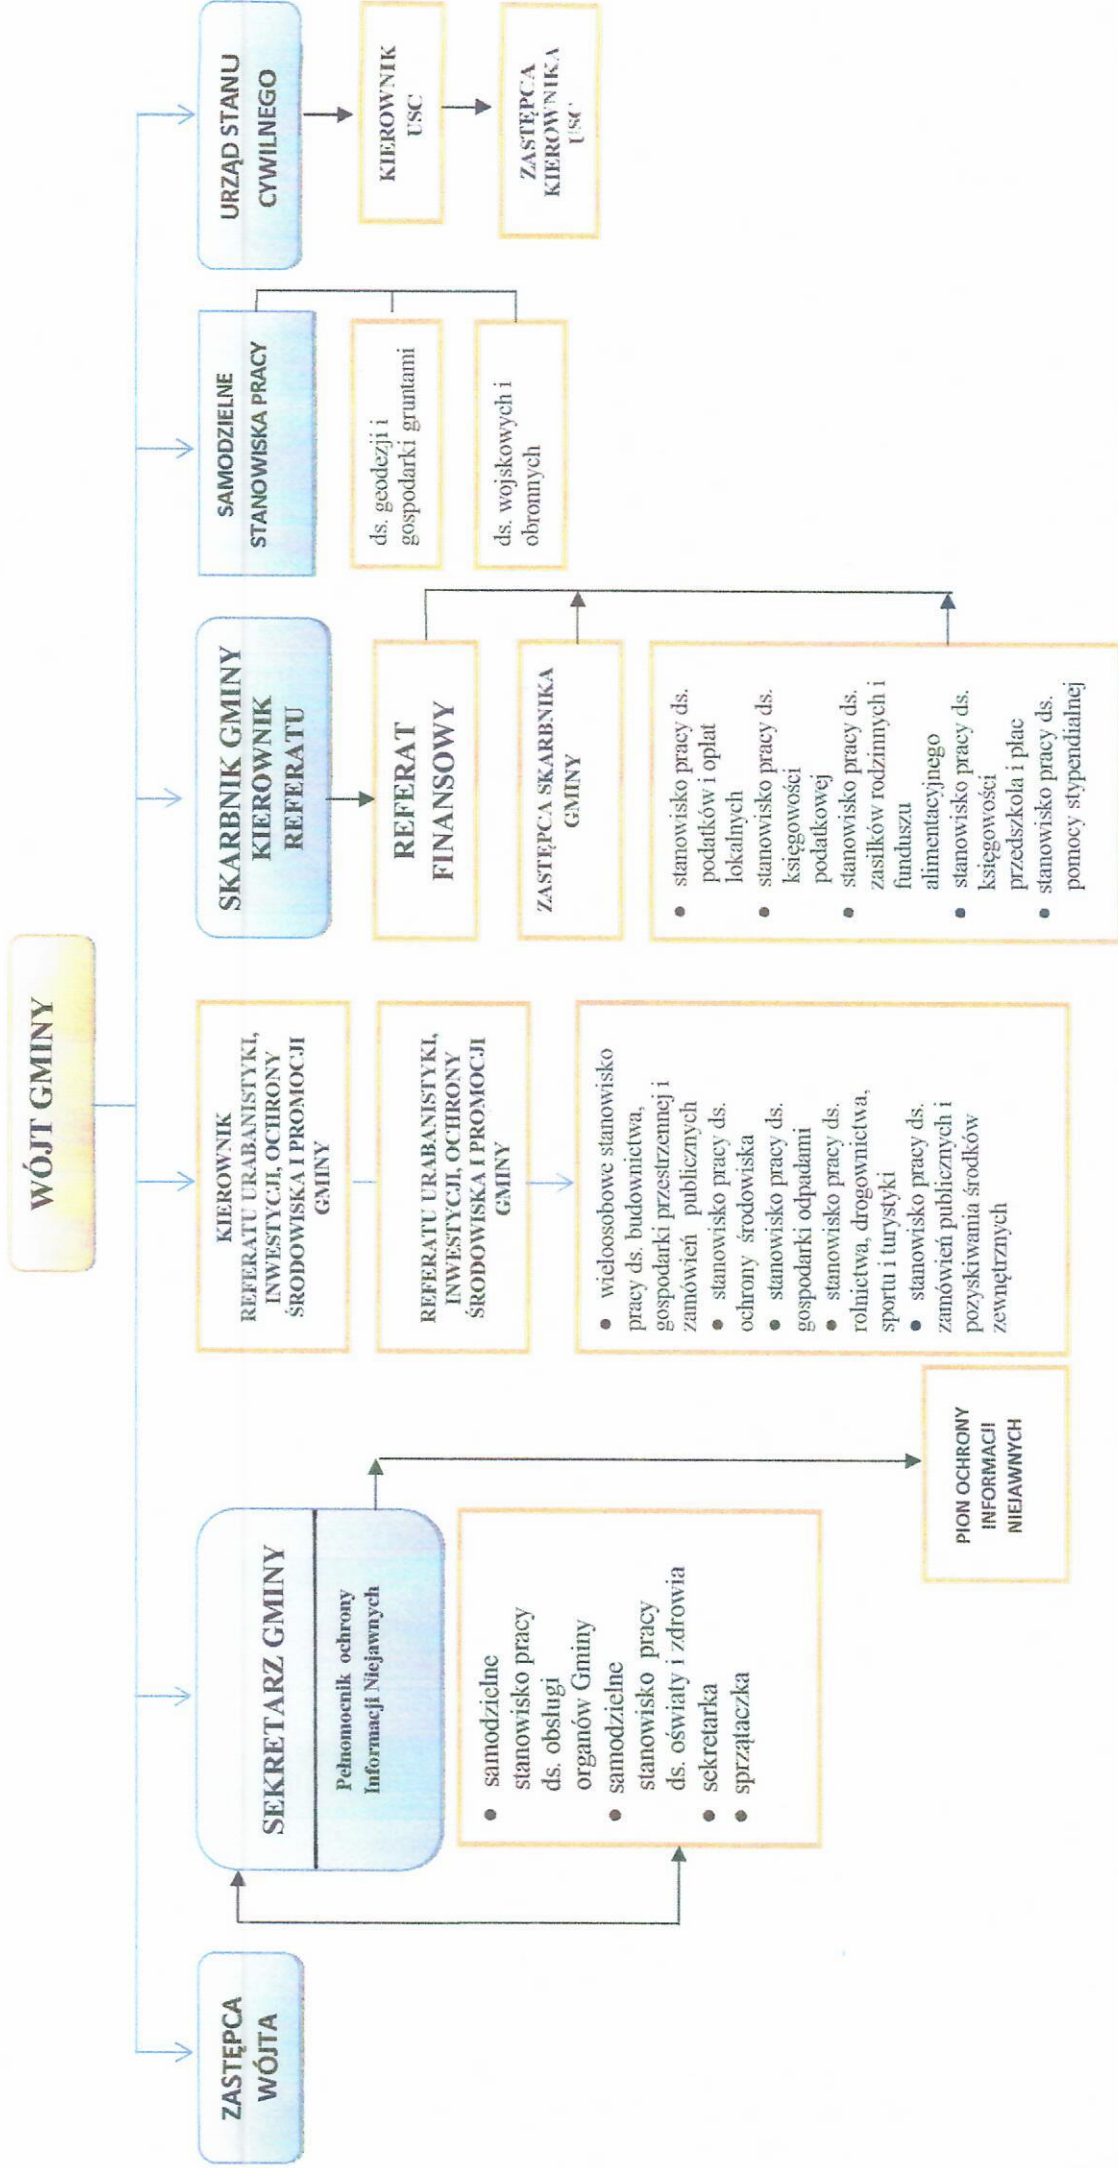 WÓJT GMINY
ZASTĘPCA
WÓJTA
SEKRETARZ GMINY
Pełnomocnik ochrony
Informacji Niejawnych
• samodzielne
stanowisko pracy
ds. obsługi
organów Gminy
• samodzielne
stanowisko pracy
ds. oświaty i zdrowia
• sekretarka
• sprzątaczka
PION OCHRONY
INFORMACJI
NIEJAWNYCH
KIEROWNIK
REFERATU URABANISTYKI,
INWESTYCJI, OCHRONY
ŚRODOWISKA I PROMOCJI
GMINY
REFERATU URABANISTYKI,
INWESTYCJI, OCHRONY
ŚRODOWISKA I PROMOCJI
GMINY
• wieloosobowe stanowisko
pracy ds. budownictwa,
gospodarki przestrzennej i
zamówień publicznych
• stanowisko pracy ds.
ochrony środowiska
• stanowisko pracy ds.
gospodarki odpadami
• stanowisko pracy ds.
rolnictwa, drogownictwa,
sportu i turystyki
• stanowisko pracy ds.
zamówień publicznych i
pozyskiwania środków
zewnętrznych
SKARBNIK GMINY
KIEROWNIK
REFERATU
REFERAT
FINANSOWY
ZASTĘPCA SKARBNIKA
GMINY
• stanowisko pracy ds.
podatków i opłat
lokalnych
• stanowisko pracy ds.
księgowości
podatkowej
• stanowisko pracy ds.
zasiłków rodzinnych i
funduszu
alimentacyjnego
• stanowisko pracy ds.
księgowości
przedszkola i płac
• stanowisko pracy ds.
pomocy stypendialnej
SAMODZIELNE
STANOWISKA PRACY
ds. geodezji i
gospodarki gruntami
ds. wojskowych i
obronnych
URZĄD STANU
CYWILNEGO
KIEROWNIK
USC
ZASTĘPCA
KIEROWNIKA
USC